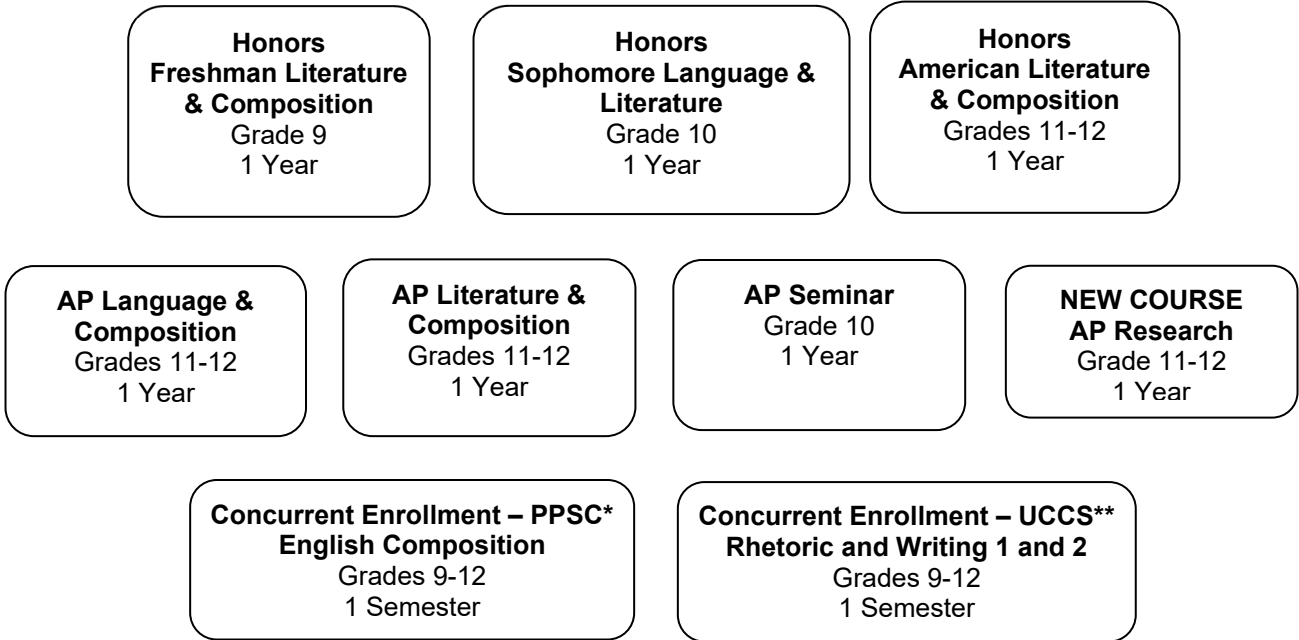 Honors
Freshman Literature
& Composition
Grade 9
1 Year
Honors
Sophomore Language &
Literature
Grade 10
1 Year
Honors
American Literature
& Composition
Grades 11-12
1 Year
AP Language &
Composition
Grades 11-12
1 Year
AP Literature &
Composition
Grades 11-12
1 Year
AP Seminar
Grade 10
1 Year
NEW COURSE
AP Research
Grade 11-12
1 Year
Concurrent Enrollment – PPSC*
English Composition
Grades 9-12
1 Semester
Concurrent Enrollment – UCCS**
Rhetoric and Writing 1 and 2
Grades 9-12
1 Semester